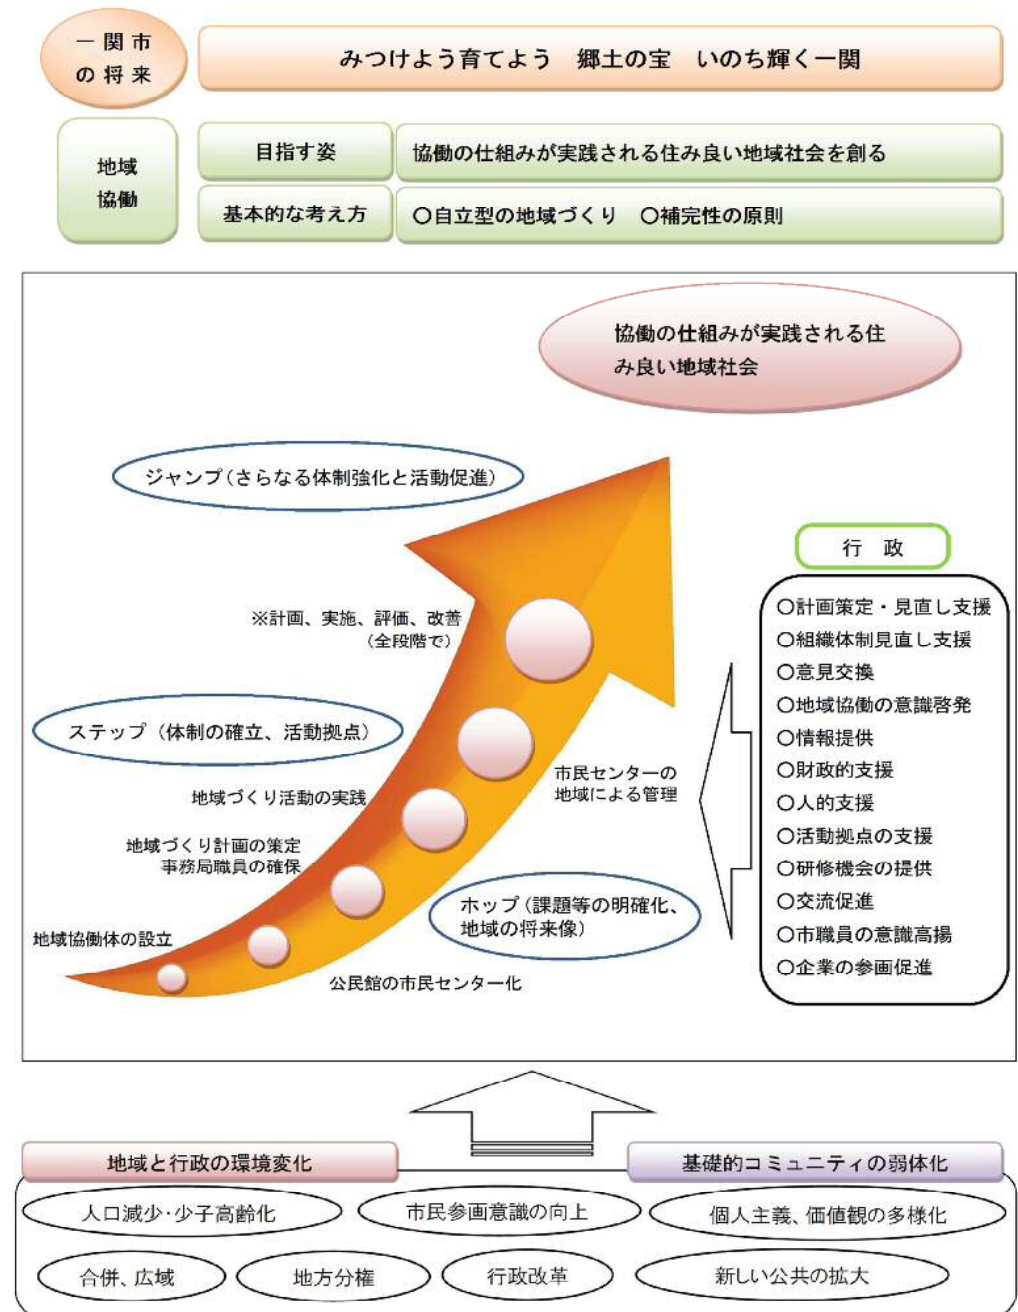 一関市
の将来
みつけよう育てよう　郷土の宝　いのち輝く一関
地域
協働
目指す姿
協働の仕組みが実践される住み良い地域社会を創る
基本的な考え方
〇自立型の地域づくり　〇補完性の原則
協働の仕組みが実践される住
み良い地域社会
ジャンプ（さらなる体制強化と活動促進）
※計画、実施、評価、改善
（全段階で）
ステップ（体制の確立、活動拠点）
市民センターの
地域による管理
地域づくり活動の実践
地域づくり計画の策定
事務局職員の確保
ホップ（課題等の明確化、
地域の将来像）
地域協働体の設立
公民館の市民センター化
行　政
〇計画策定・見直し支援
〇組織体制見直し支援
〇意見交換
〇地域協働の意識啓発
〇情報提供
〇財政的支援
〇人的支援
〇活動拠点の支援
〇研修機会の提供
〇交流促進
〇市職員の意識高揚
〇企業の参画促進
地域と行政の環境変化
基礎的コミュニティの弱体化
人口減少・少子高齢化
市民参画意識の向上
個人主義、価値観の多様化
合併、広域
地方分権
行政改革
新しい公共の拡大